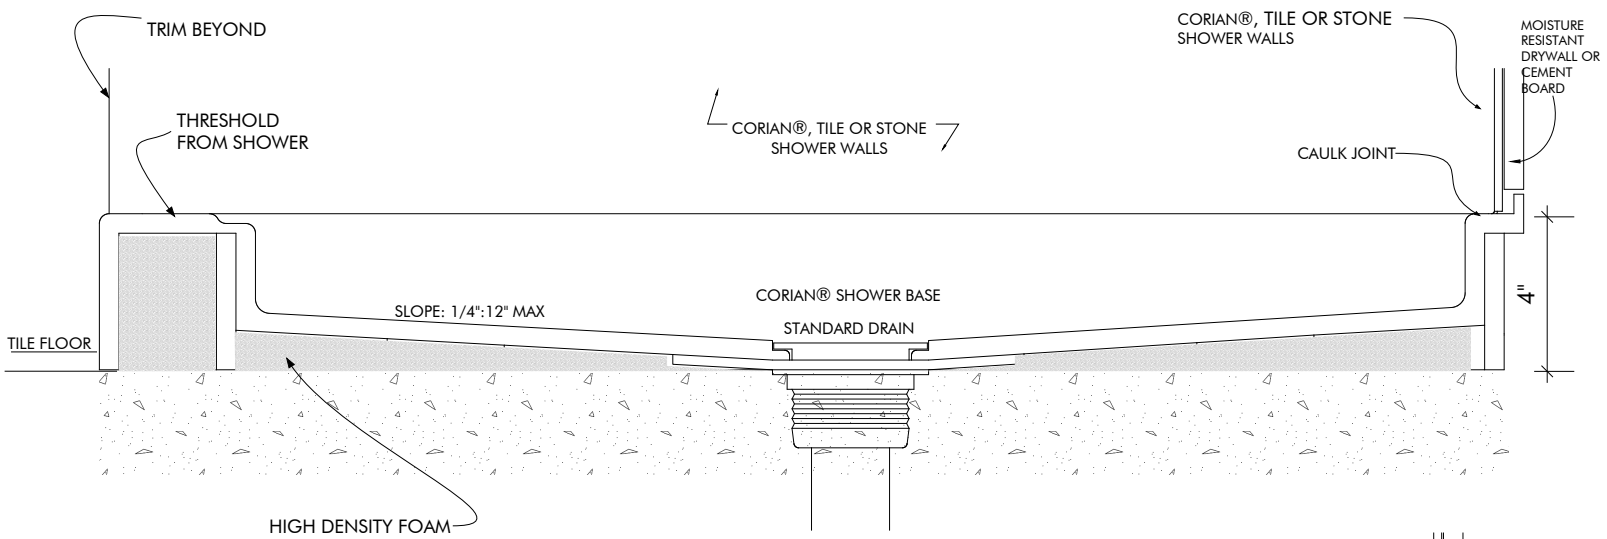 TRIM BEYOND
CORIAN®, TILE OR STONE
SHOWER WALLS
MOISTURE
RESISTANT
DRYWALL OR
CEMENT
BOARD
THRESHOLD
FROM SHOWER
CORIAN®, TILE OR STONE
SHOWER WALLS
CAULK JOINT
CORIAN® SHOWER BASE
SLOPE: 1/4":12" MAX
STANDARD DRAIN
4"
TILE FLOOR
HIGH DENSITY FOAM